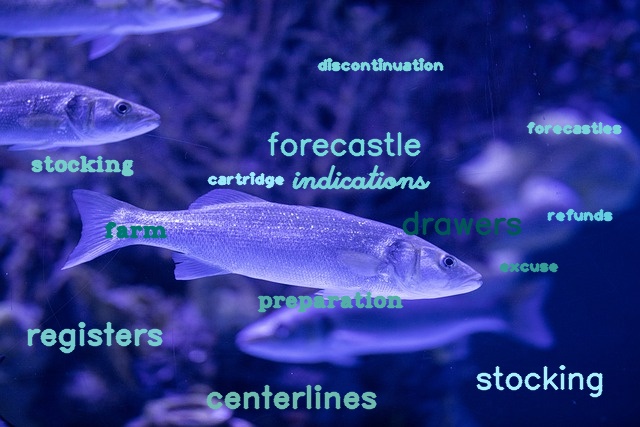 discontinuation
forecastles
forecastle
stocking
cartridge indications
refunds
drawers
farm
excuse
preparation
registers
stocking
centerlines